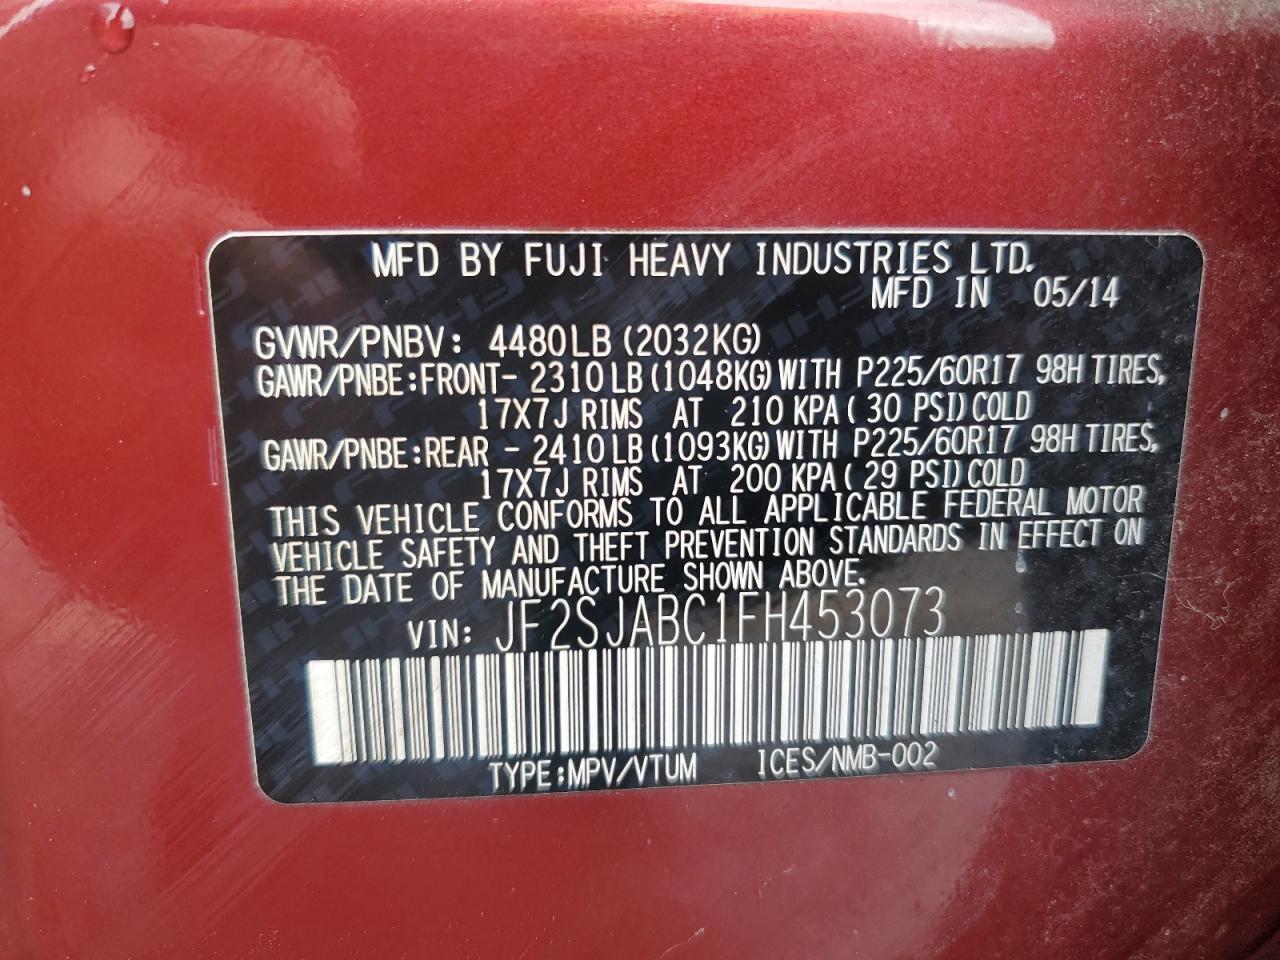 MFD BY FUJI HEAVY INDUSTRIES LTD.
MFD IN 05/14
GVWR/PNBV: 4480LB (2032KG)
GAWR/PNBE:FRONT- 2310LB(1048KG)WITH P225/60R17 98H TIRES,
17X7J RIMS AT 210 KPA(30 PSI)COLD
GAWR/PNBE:REAR - 2410LB(1093KG)WITH P225/60R17 98H TIRES,
17X7J RIMS AT 200 KPA(29 PSI)COLD
THIS VEHICLE CONFORMS TO ALL APPLICABLE FEDERAL MOTOR
VEHICLE SAFETY AND THEFT PREVENTION STANDARDS IN EFFECT ON
THE DATE OF MANUFACTURE SHOWN ABOVE.
VIN: JF2SJABC1FH453073
TYPE:MPV/VTUM ICES/NMB-002